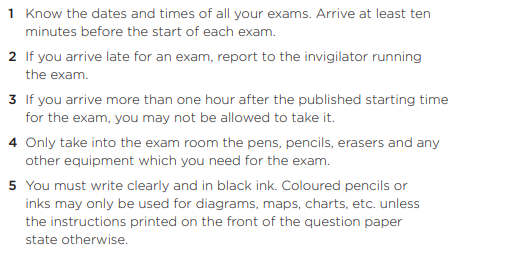 1 Know the dates and times of all your exams. Arrive at least ten
minutes before the start of each exam.
2 If you arrive late for an exam, report to the invigilator running
the exam.
3 If you arrive more than one hour after the published starting time
for the exam, you may not be allowed to take it.
4 Only take into the exam room the pens, pencils, erasers and any
other equipment which you need for the exam.
5 You must write clearly and in black ink. Coloured pencils or
inks may only be used for diagrams, maps, charts, etc. unless
the instructions printed on the front of the question paper
state otherwise.